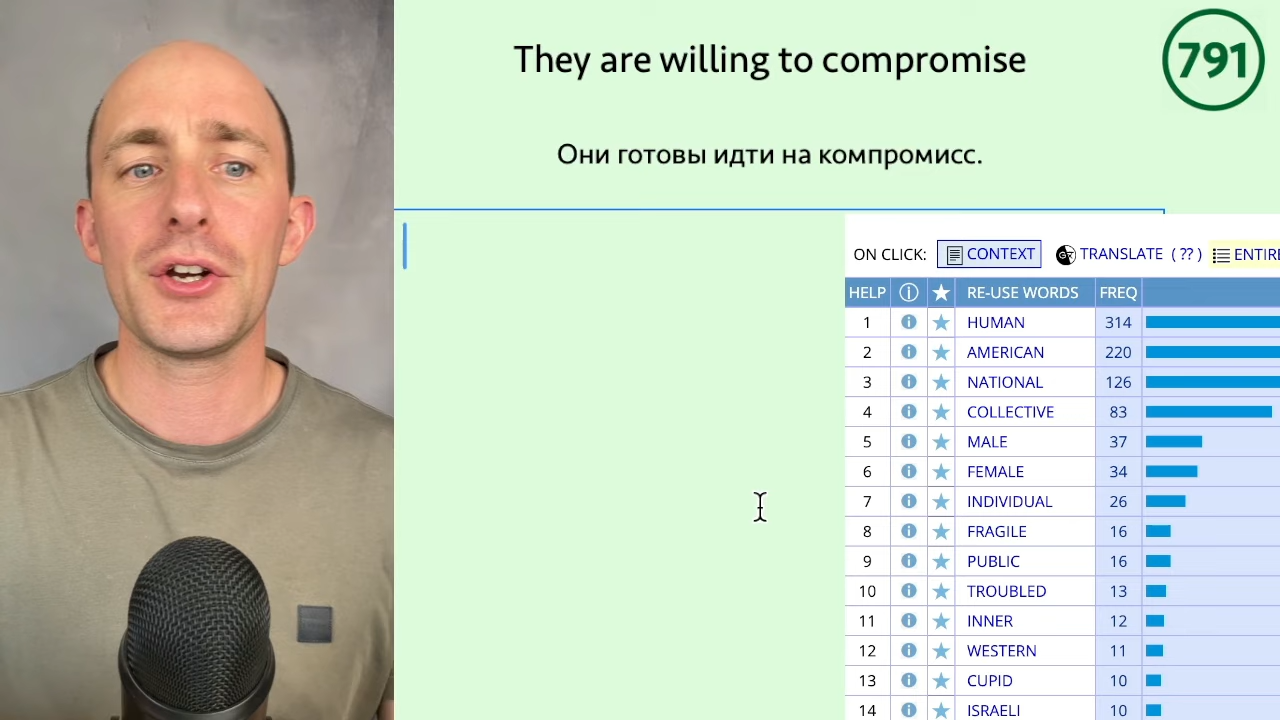 They are willing to compromise
791
Они готовы идти на компромисс.
ON CLICK: CONTEXT TRANSLATE ( ?? ) ENTIRE
HELP RE-USE WORDS FREQ
1 HUMAN 314
2 AMERICAN 220
3 NATIONAL 126
4 COLLECTIVE 83
5 MALE 37
6 FEMALE 34
7 INDIVIDUAL 26
8 FRAGILE 16
9 PUBLIC 16
10 TROUBLED 13
11 INNER 12
12 WESTERN 11
13 CUPID 10
14 ISRAELI 10